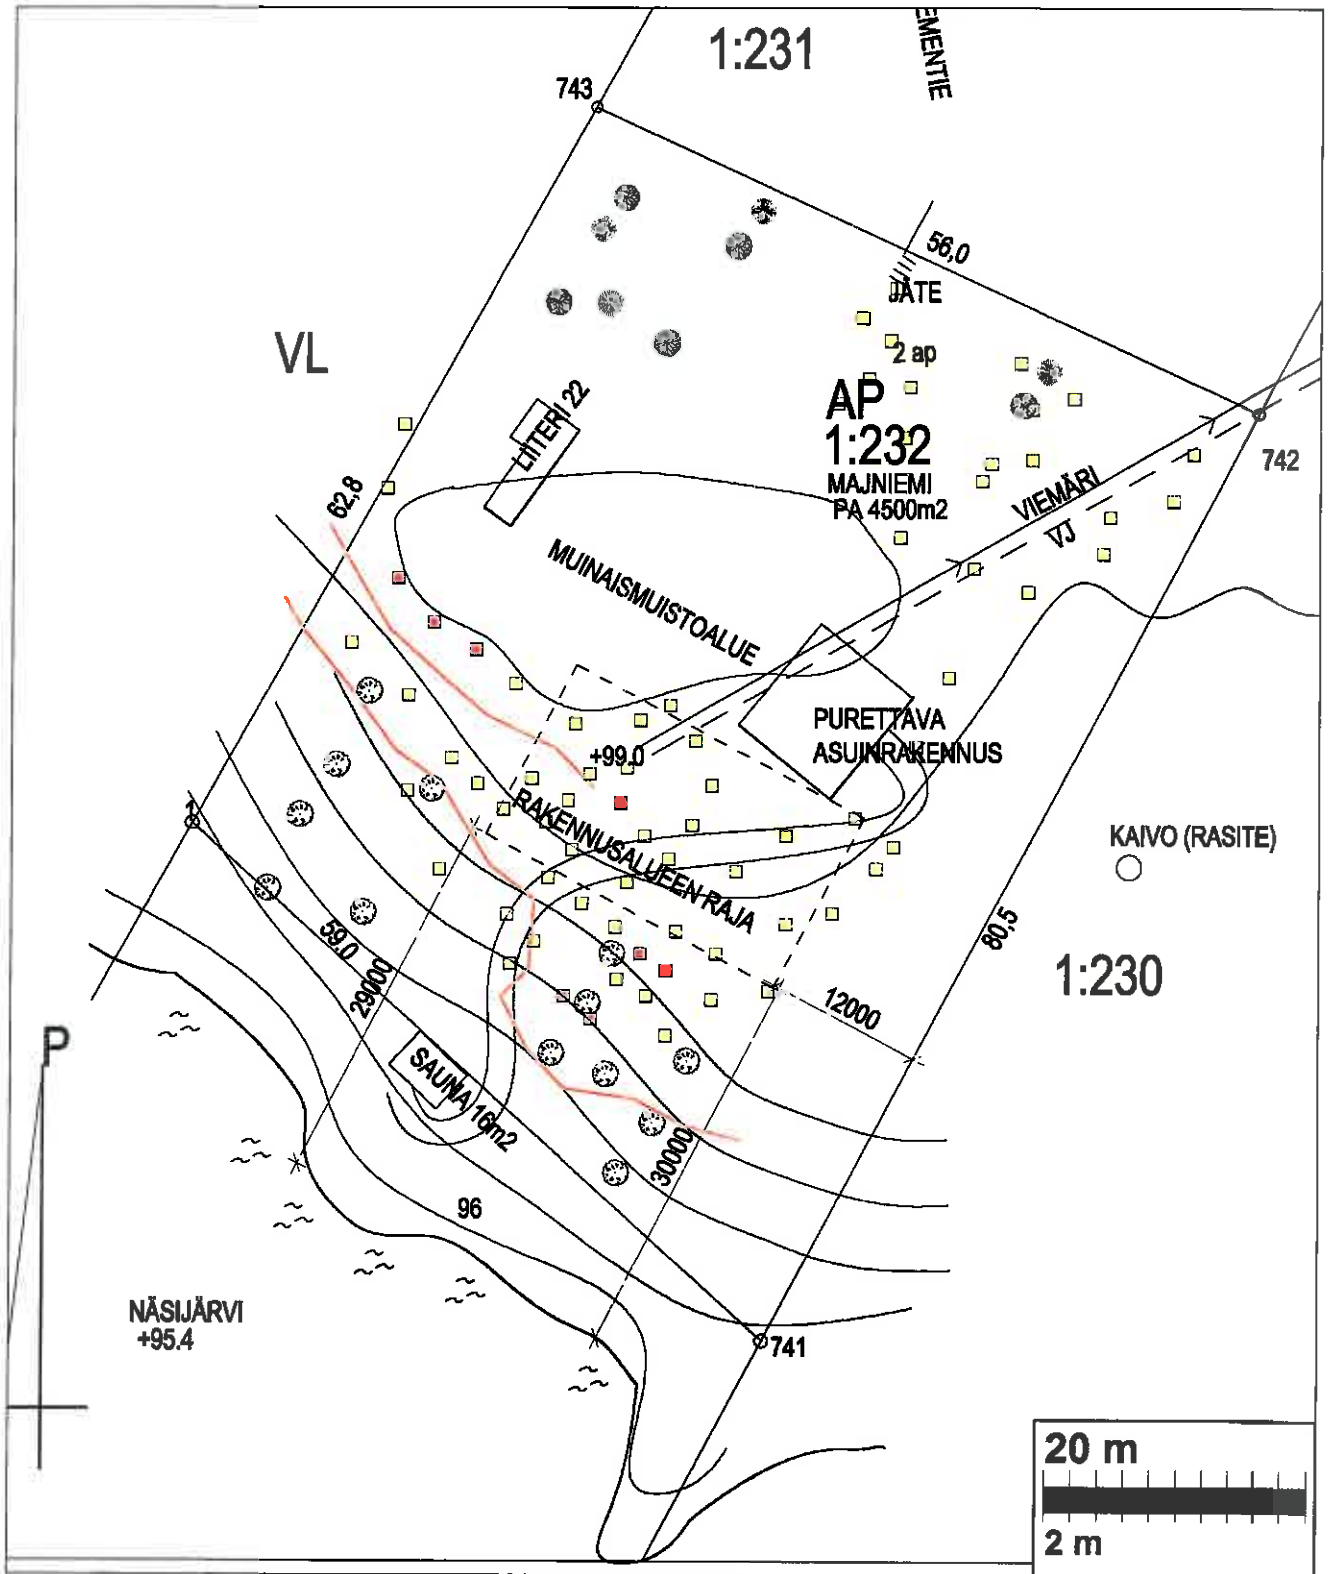 1:231
EMENTIE
743
56,0
JÄTE
2 ap
VL
LIITERI 22
AP
1:232
MAJNIEMI
PA 4500m2
742
62,8
VIEMÄRI
VJ
MUINAISMUISTOALUE
PURETTAVA
ASUINRAKENNUS
+99.0
RAKENNUSALUEEN RAJA
1
KAIVO (RASITE)
59,0
80,5
29000
1:230
12000
P
SAUNA 16m2
30000
96
NÄSIJÄRVI
+95.4
741
20 m
2 m